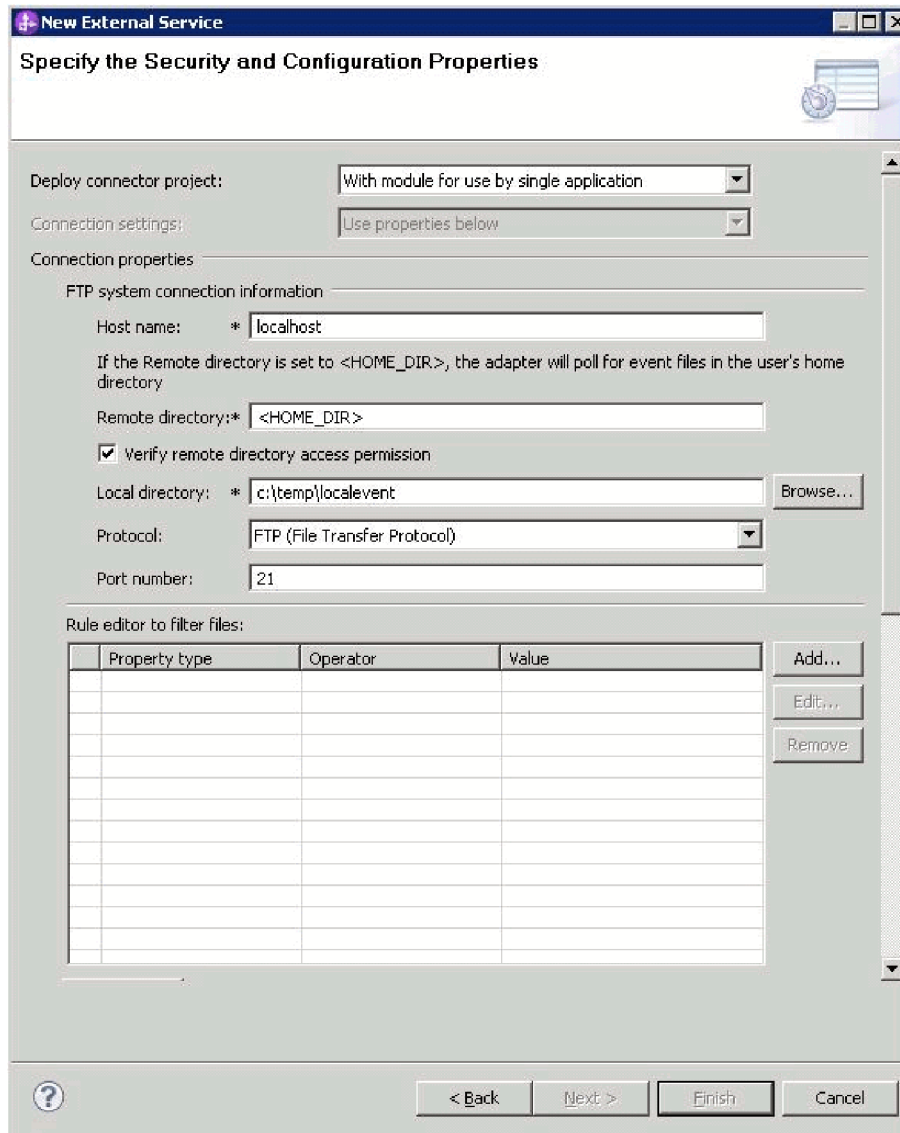 New External Service
Specify the Security and Configuration Properties
Deploy connector project: With module for use by single application
Connection settings: Use properties below
Connection properties
FTP system connection information
Host name: * localhost
If the Remote directory is set to <HOME_DIR>, the adapter will poll for event files in the user's home
directory
Remote directory:* <HOME_DIR>
Verify remote directory access permission
Local directory: * c:\temp\localevent Browse...
Protocol: FTP (File Transfer Protocol)
Port number: 21
Rule editor to filter files:
Property type Operator Value
Add...
Edit...
Remove
? < Back Next > Finish Cancel